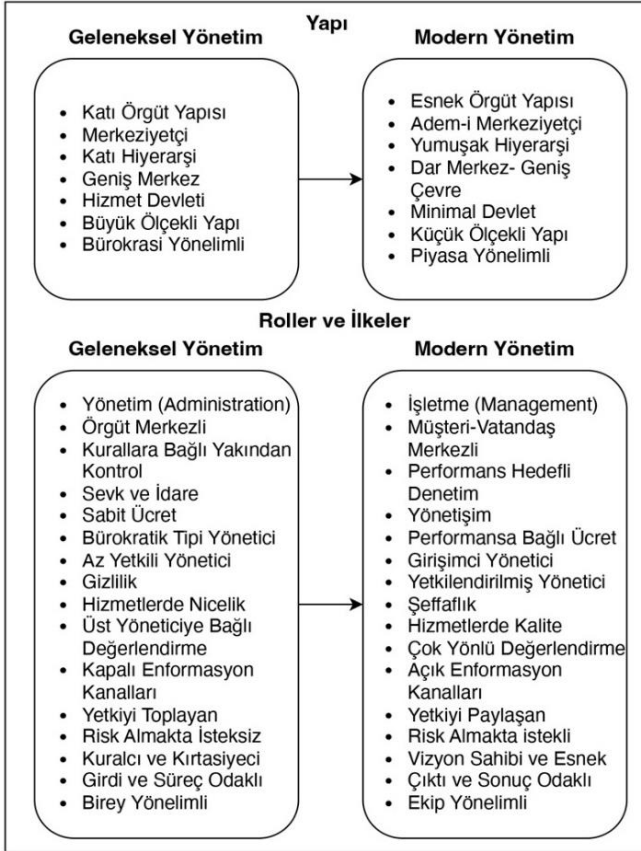 Yapı
Geleneksel Yönetim
• Katı Örgüt Yapısı
• Merkeziyetçi
• Katı Hiyerarşi
• Geniş Merkez
• Hizmet Devleti
• Büyük Ölçekli Yapı
• Bürokrasi Yönelimli
Modern Yönetim
• Esnek Örgüt Yapısı
• Adem-i Merkeziyetçi
• Yumuşak Hiyerarşi
• Dar Merkez- Geniş
Çevre
• Minimal Devlet
• Küçük Ölçekli Yapı
• Piyasa Yönelimli
Roller ve İlkeler
Geleneksel Yönetim
• Yönetim (Administration)
• Örgüt Merkezli
• Kurallara Bağlı Yakından
Kontrol
• Sevk ve İdare
• Sabit Ücret
• Bürokratik Tipi Yönetici
• Az Yetkili Yönetici
• Gizlilik
• Hizmetlerde Nicelik
• Üst Yöneticiye Bağlı
Değerlendirme
• Kapalı Enformasyon
Kanalları
• Yetkiyi Toplayan
• Risk Almakta İsteksiz
• Kuralcı ve Kırtasiyeci
• Girdi ve Süreç Odaklı
• Birey Yönelimli
Modern Yönetim
• İşletme (Management)
• Müşteri-Vatandaş
Merkezli
• Performans Hedefli
Denetim
• Yönetişim
• Performansa Bağlı Ücret
• Girişimci Yönetici
• Yetkilendirilmiş Yönetici
• Şeffaflık
• Hizmetlerde Kalite
• Çok Yönlü Değerlendirme
• Açık Enformasyon
Kanalları
• Yetkiyi Paylaşan
• Risk Almakta istekli
• Vizyon Sahibi ve Esnek
• Çıktı ve Sonuç Odaklı
• Ekip Yönelimli